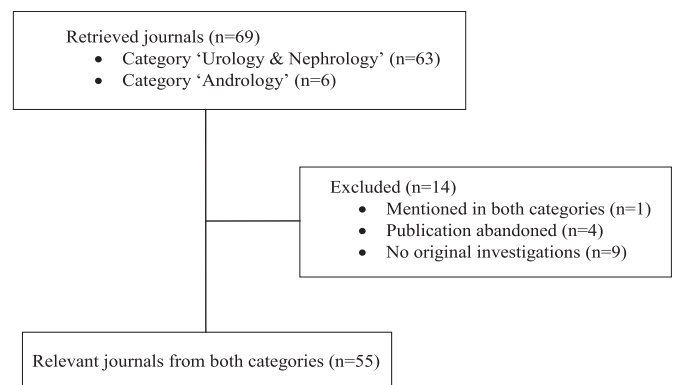 Retrieved journals (n=69)
• Category ‘Urology & Nephrology’ (n=63)
• Category ‘Andrology’ (n=6)
Excluded (n=14)
• Mentioned in both categories (n=1)
• Publication abandoned (n=4)
• No original investigations (n=9)
Relevant journals from both categories (n=55)